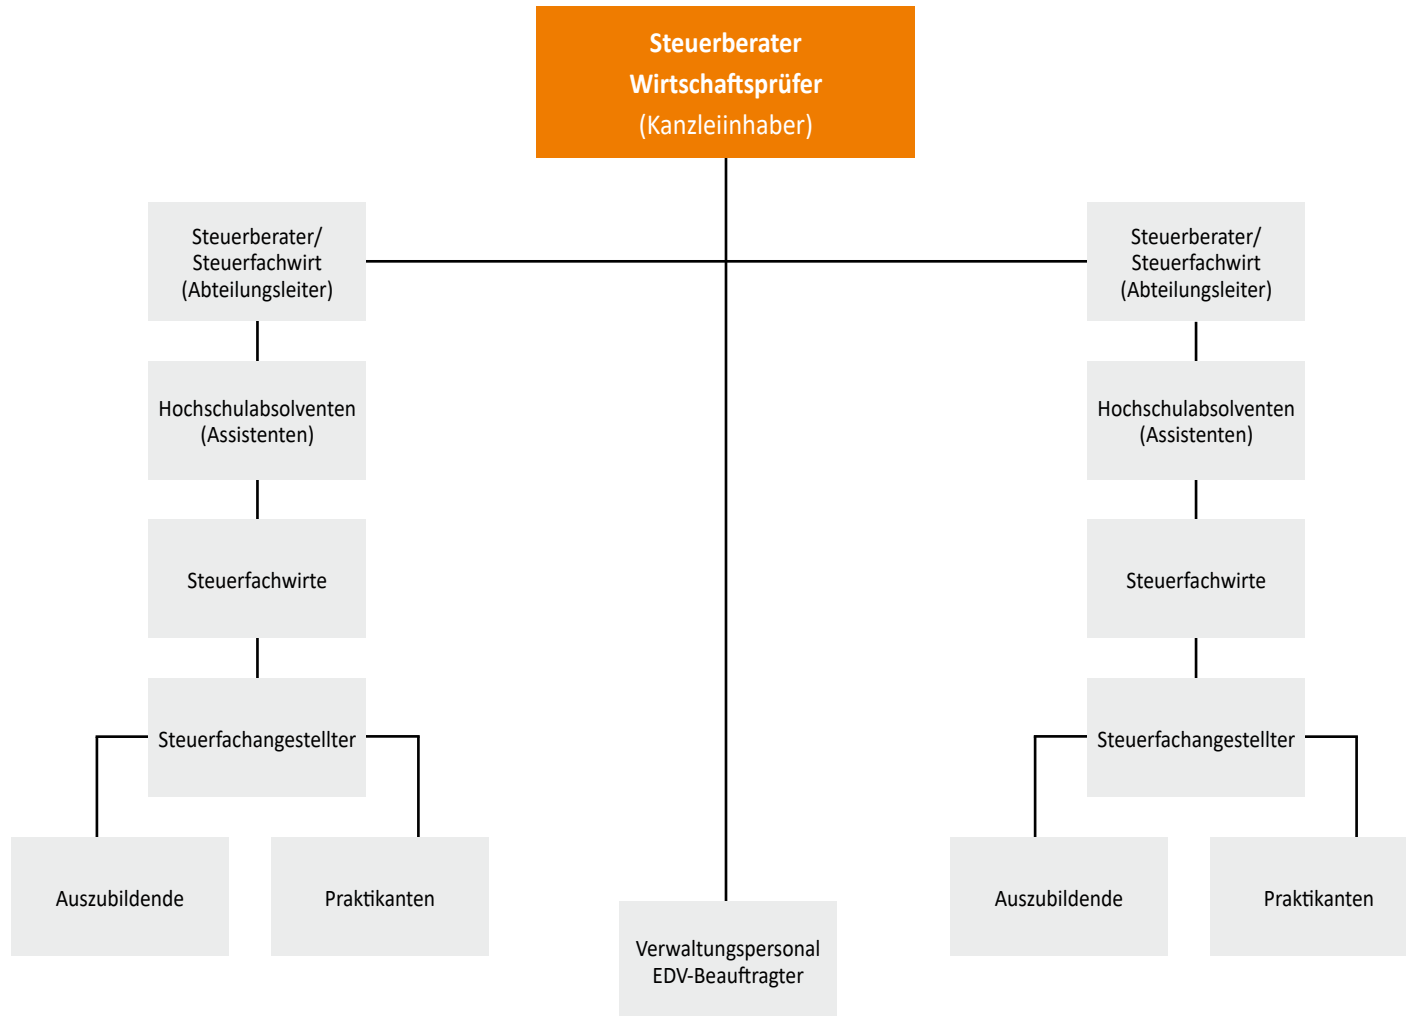 Steuerberater
Wirtschaftsprüfer
(Kanzleiinhaber)
Steuerberater/
Steuerfachwirt
(Abteilungsleiter)
Hochschulabsolventen
(Assistenten)
Steuerfachwirte
Steuerfachangestellter
Auszubildende
Praktikanten
Verwaltungspersonal
EDV-Beauftragter
Steuerberater/
Steuerfachwirt
(Abteilungsleiter)
Hochschulabsolventen
(Assistenten)
Steuerfachwirte
Steuerfachangestellter
Auszubildende
Praktikanten